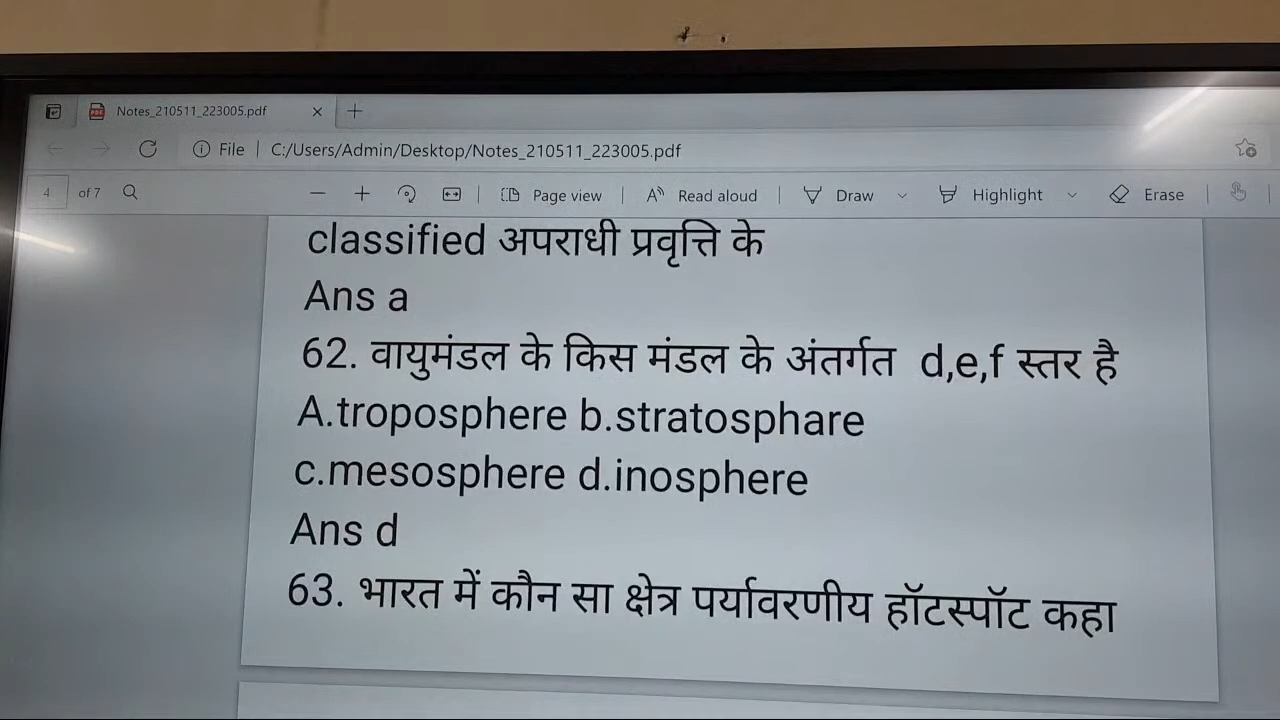 Notes_210511_223005.pdf
File C:/Users/Admin/Desktop/Notes_210511_223005.pdf
4 of 7 Page view Read aloud Draw Highlight Erase
classified अपराधी प्रवृत्ति के
Ans a
62. वायुमंडल के किस मंडल के अंतर्गत d,e,f स्तर है
A.troposphere b.stratosphare
c.mesosphere d.inosphere
Ans d
63. भारत में कौन सा क्षेत्र पर्यावरणीय हॉटस्पॉट कहा